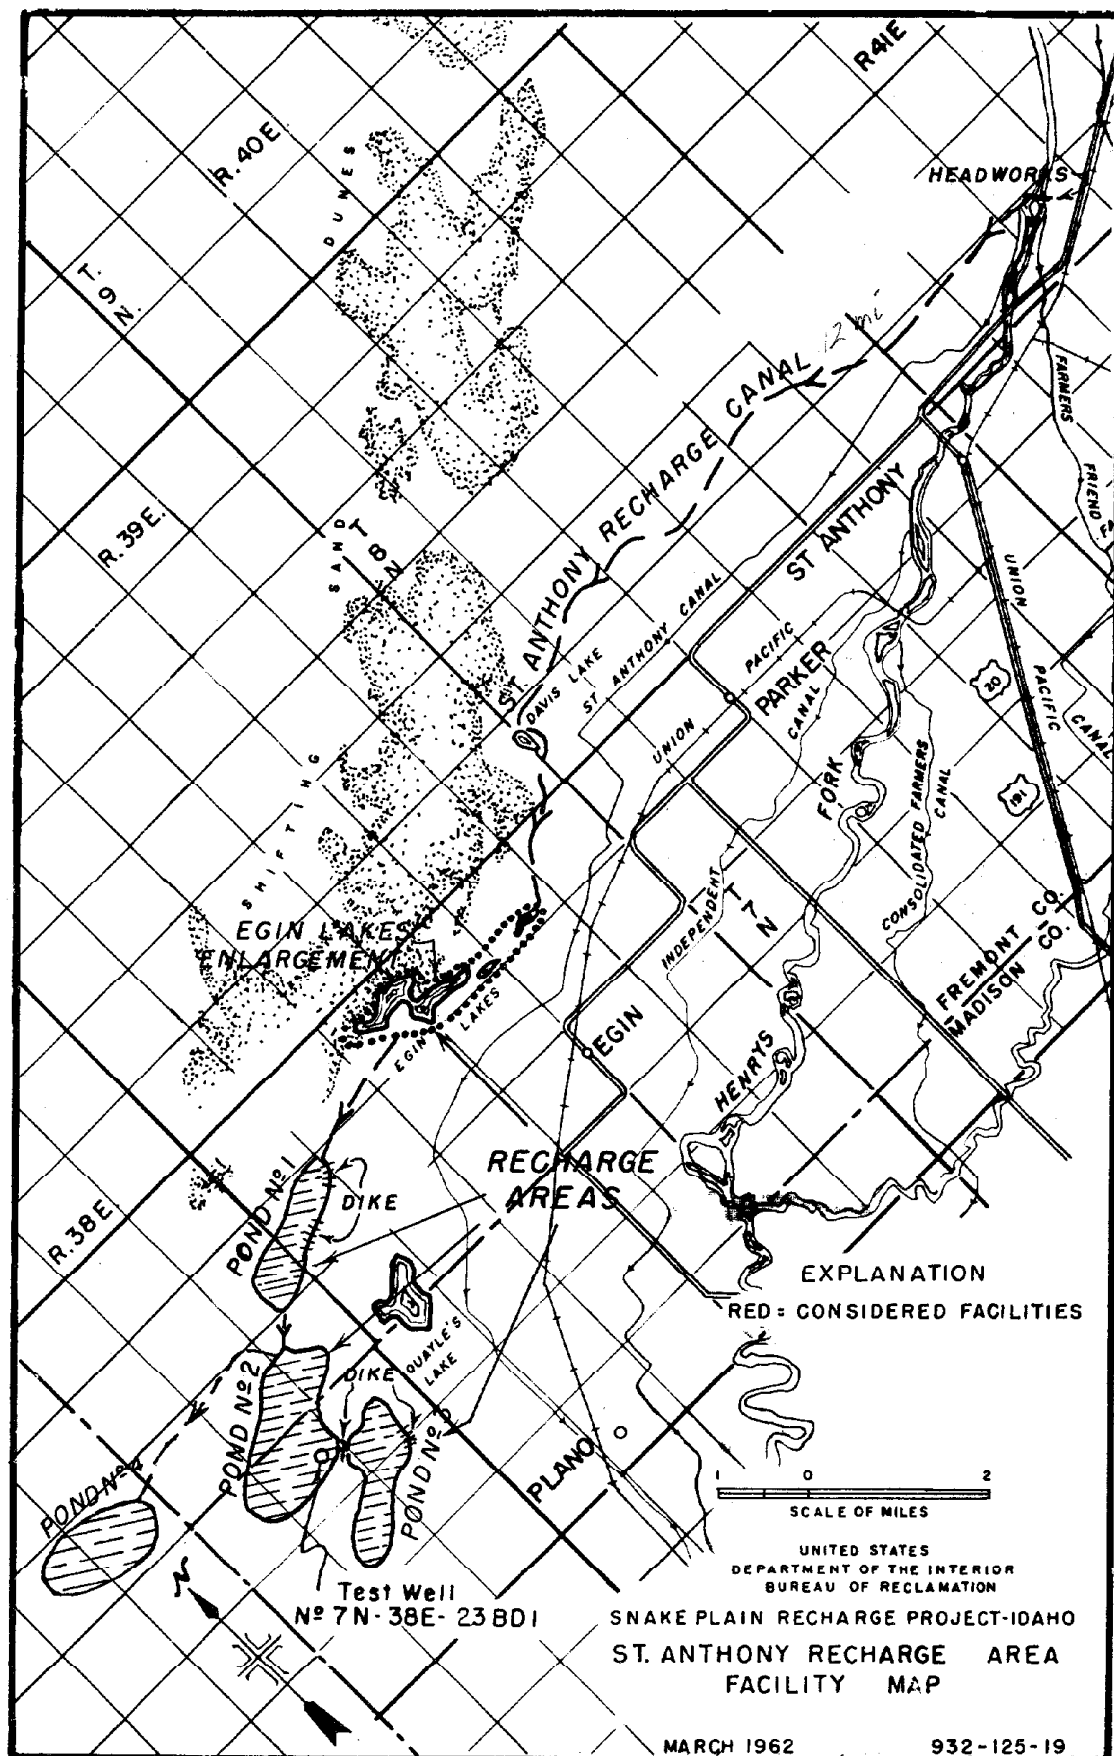 R. 40 E.
R 41 E
HEADWORKS
T. 9 N.
DUNES
12 mi
ST. ANTHONY RECHARGE CANAL
FARMERS
FRIEND
R. 39 E.
SAND
T 8 N
ST ANTHONY
UNION
PACIFIC
CANAL
20
191
DAVIS LAKE
ST ANTHONY CANAL
UNION
PACIFIC
PARKER
CANAL
INDEPENDENT
FORK
CONSOLIDATED FARMERS
CANAL
SHIFTING
T 7 N
EGIN LAKES
ENLARGEMENT
EGIN
LAKES
EGIN
HENRYS
FREMONT CO.
MADISON CO.
R. 38 E.
POND Nº 1
DIKE
RECHARGE
AREAS
EXPLANATION
RED = CONSIDERED FACILITIES
QUAYLE'S
LAKE
DIKE
POND Nº 2
POND Nº 3
POND Nº 4
PLANO
1 0 2
SCALE OF MILES
N
Test Well
Nº 7N-38E-23BD1
UNITED STATES
DEPARTMENT OF THE INTERIOR
BUREAU OF RECLAMATION
SNAKE PLAIN RECHARGE PROJECT-IDAHO
ST. ANTHONY RECHARGE AREA
FACILITY MAP
MARCH 1962
932-125-19